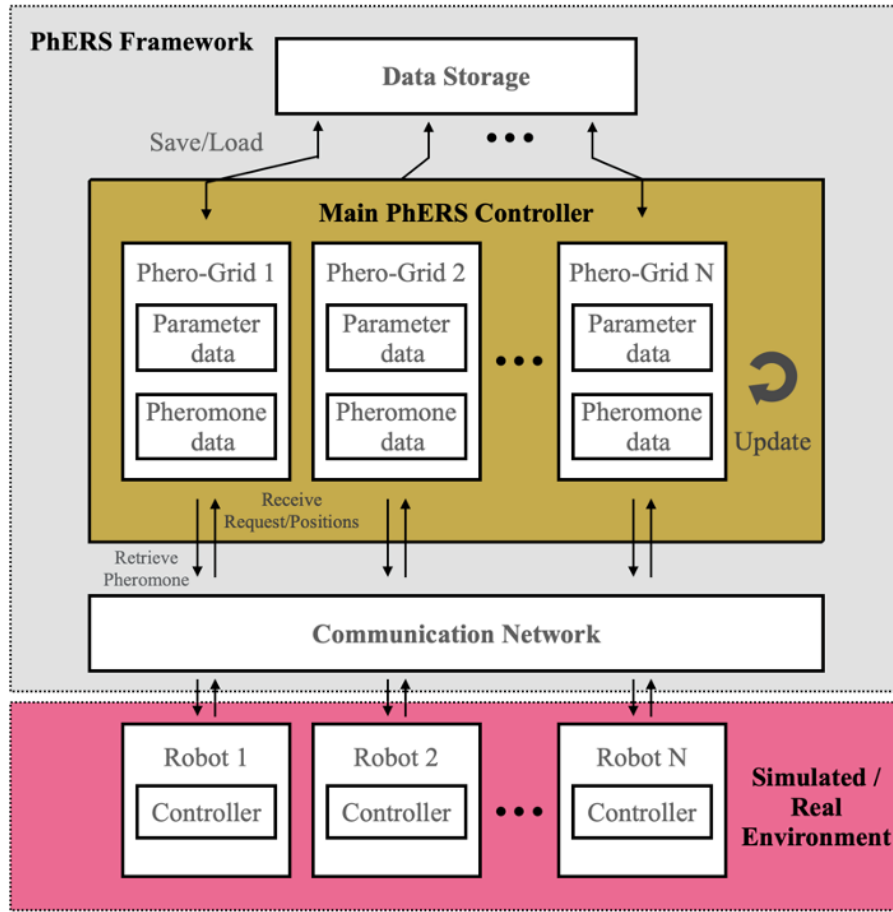 PhERS Framework
Data Storage
Save/Load
Main PhERS Controller
Phero-Grid 1
Parameter
data
Pheromone
data
Phero-Grid 2
Parameter
data
Pheromone
data
Phero-Grid N
Parameter
data
Pheromone
data
Update
Receive
Request/Positions
Retrieve
Pheromone
Communication Network
Robot 1
Controller
Robot 2
Controller
Robot N
Controller
Simulated /
Real
Environment